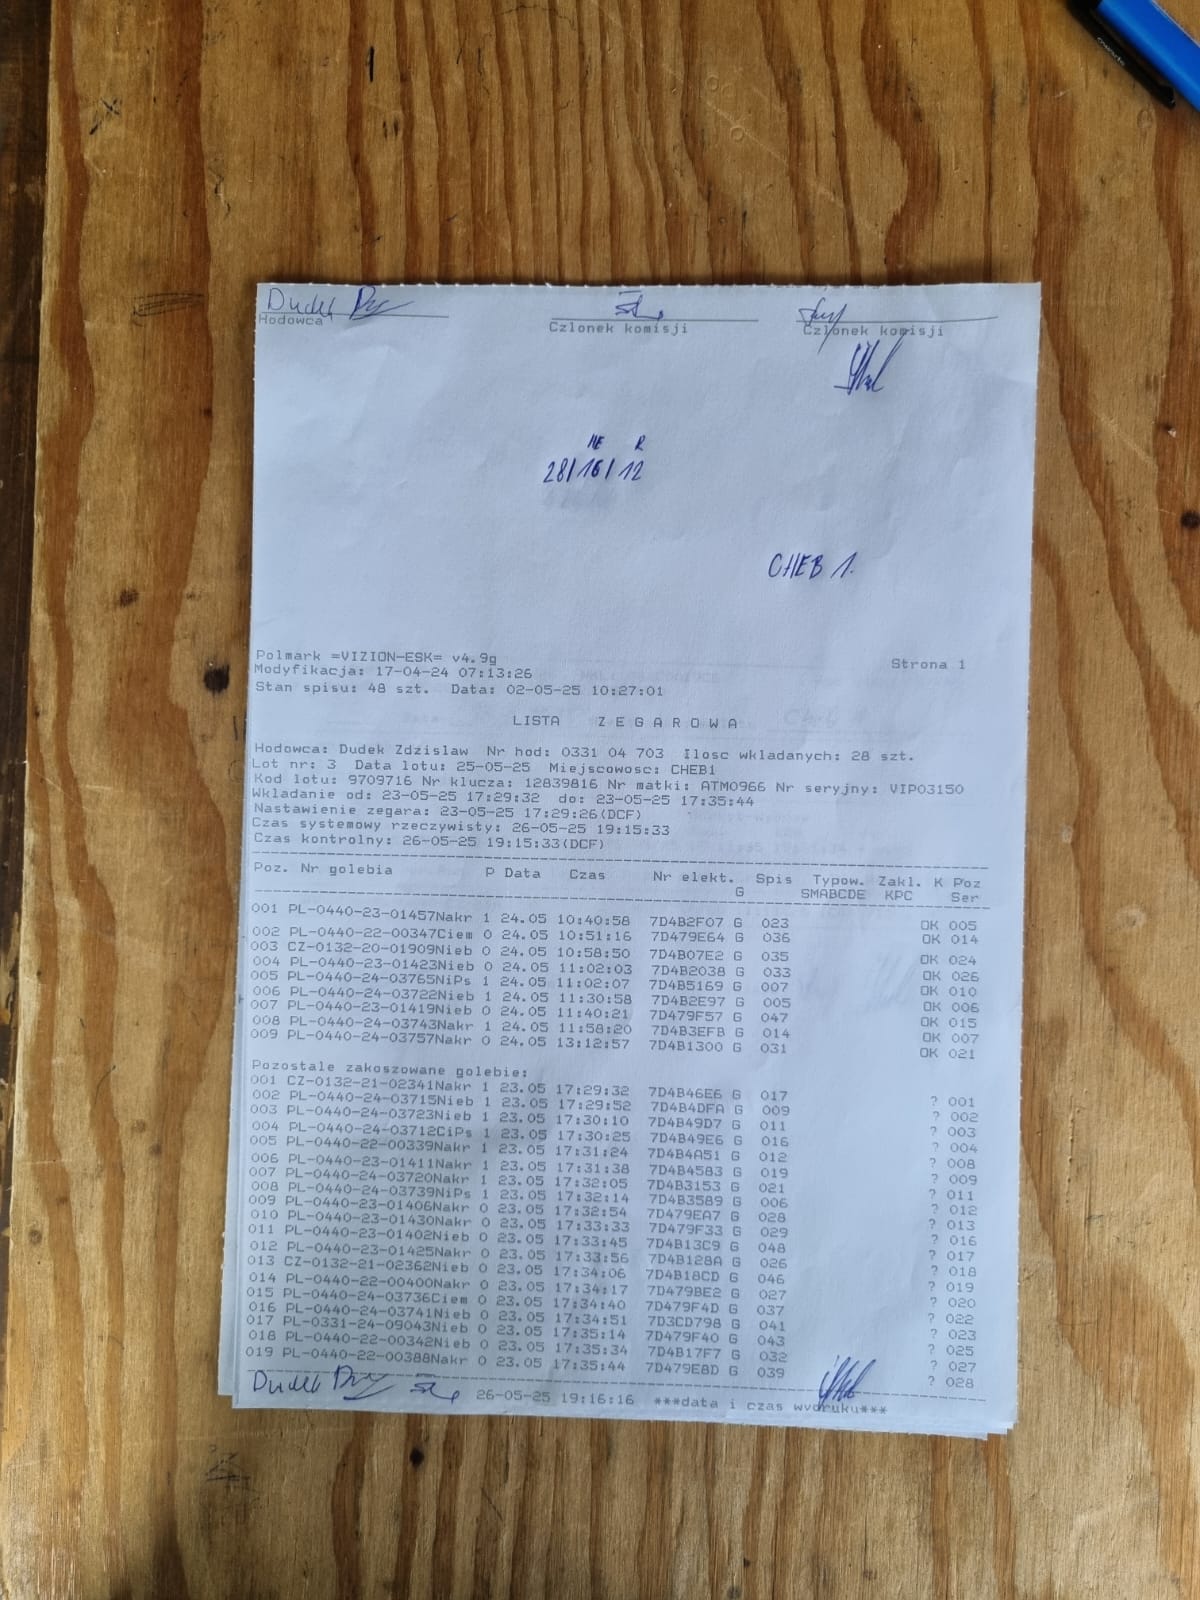 Dudek
Hodowca
Czlonek komisji
Czlonek komisji
ME R
28/16/12
CHEB 1.
Polmark =VIZION-ESK= v4.9g
Strona 1
Modyfikacja: 17-04-24 07:13:26
Stan spisu: 48 szt. Data: 02-05-25 10:27:01
LISTA ZEGAROWA
Hodowca: Dudek Zdzislaw Nr hod: 0331 04 703 Ilosc wkladanych: 28 szt.
Lot nr: 3 Data lotu: 25-05-25 Miejscowosc: CHEB1
Kod lotu: 9709716 Nr klucza: 12839816 Nr matki: ATM0966 Nr seryjny: VIP03150
Wkladanie od: 23-05-25 17:29:32 do: 23-05-25 17:35:44
Nastawienie zegara: 23-05-25 17:29:26(DCF)
Czas systemowy rzeczywisty: 26-05-25 19:15:33
Czas kontrolny: 26-05-25 19:15:33(DCF)
Poz. Nr golebia P Data Czas Nr elekt. Spis Typow. Zakl. K Poz
G SMABCDE KPC Ser
001 PL-0440-23-01457Nakr 1 24.05 10:40:58 7D4B2F07 G 023 OK 005
002 PL-0440-22-00347Ciem 0 24.05 10:51:16 7D479E64 G 036 OK 014
003 CZ-0132-20-01909Nieb 0 24.05 10:58:50 7D4B07E2 G 035 OK 024
004 PL-0440-23-01423Nieb 0 24.05 11:02:03 7D4B2038 G 033 OK 026
005 PL-0440-24-03765NiPs 1 24.05 11:02:07 7D4B5169 G 007 OK 010
006 PL-0440-24-03722Nieb 1 24.05 11:30:58 7D4B2E97 G 005 OK 006
007 PL-0440-23-01419Nieb 0 24.05 11:40:21 7D479F57 G 047 OK 015
008 PL-0440-24-03743Nakr 1 24.05 11:58:20 7D4B3EFB G 014 OK 007
009 PL-0440-24-03757Nakr 0 24.05 13:12:57 7D4B1300 G 031 OK 021
Pozostale zakoszowane golebie:
001 CZ-0132-21-02341Nakr 1 23.05 17:29:32 7D4B46E6 G 017 ? 001
002 PL-0440-24-03715Nieb 1 23.05 17:29:52 7D4B4DFA G 009 ? 002
003 PL-0440-24-03723Nieb 1 23.05 17:30:10 7D4B49D7 G 011 ? 003
004 PL-0440-24-03712CiPs 1 23.05 17:30:25 7D4B49E6 G 016 ? 004
005 PL-0440-22-00339Nakr 1 23.05 17:31:24 7D4B4A51 G 012 ? 008
006 PL-0440-23-01411Nakr 1 23.05 17:31:38 7D4B4583 G 019 ? 009
007 PL-0440-24-03720Nakr 1 23.05 17:32:05 7D4B3153 G 021 ? 011
008 PL-0440-24-03739NiPs 1 23.05 17:32:14 7D4B3589 G 006 ? 012
009 PL-0440-23-01406Nakr 0 23.05 17:32:54 7D479EA7 G 028 ? 013
010 PL-0440-23-01430Nakr 0 23.05 17:33:33 7D479F33 G 029 ? 016
011 PL-0440-23-01402Nieb 0 23.05 17:33:45 7D4B13C9 G 048 ? 017
012 PL-0440-23-01425Nakr 0 23.05 17:33:56 7D4B128A G 026 ? 018
013 CZ-0132-21-02362Nieb 0 23.05 17:34:06 7D4B18CD G 046 ? 019
014 PL-0440-22-00400Nakr 0 23.05 17:34:17 7D479BE2 G 027 ? 020
015 PL-0440-24-03736Ciem 0 23.05 17:34:40 7D479F4D G 037 ? 022
016 PL-0440-24-03741Nieb 0 23.05 17:34:51 7D3CD798 G 041 ? 023
017 PL-0331-24-09043Nieb 0 23.05 17:35:14 7D479F40 G 043 ? 025
018 PL-0440-22-00342Nieb 0 23.05 17:35:34 7D4B17F7 G 032 ? 027
019 PL-0440-22-00388Nakr 0 23.05 17:35:44 7D479E8D G 039 ? 028
Dudek
26-05-25 19:16:16 ***data i czas wydruku***